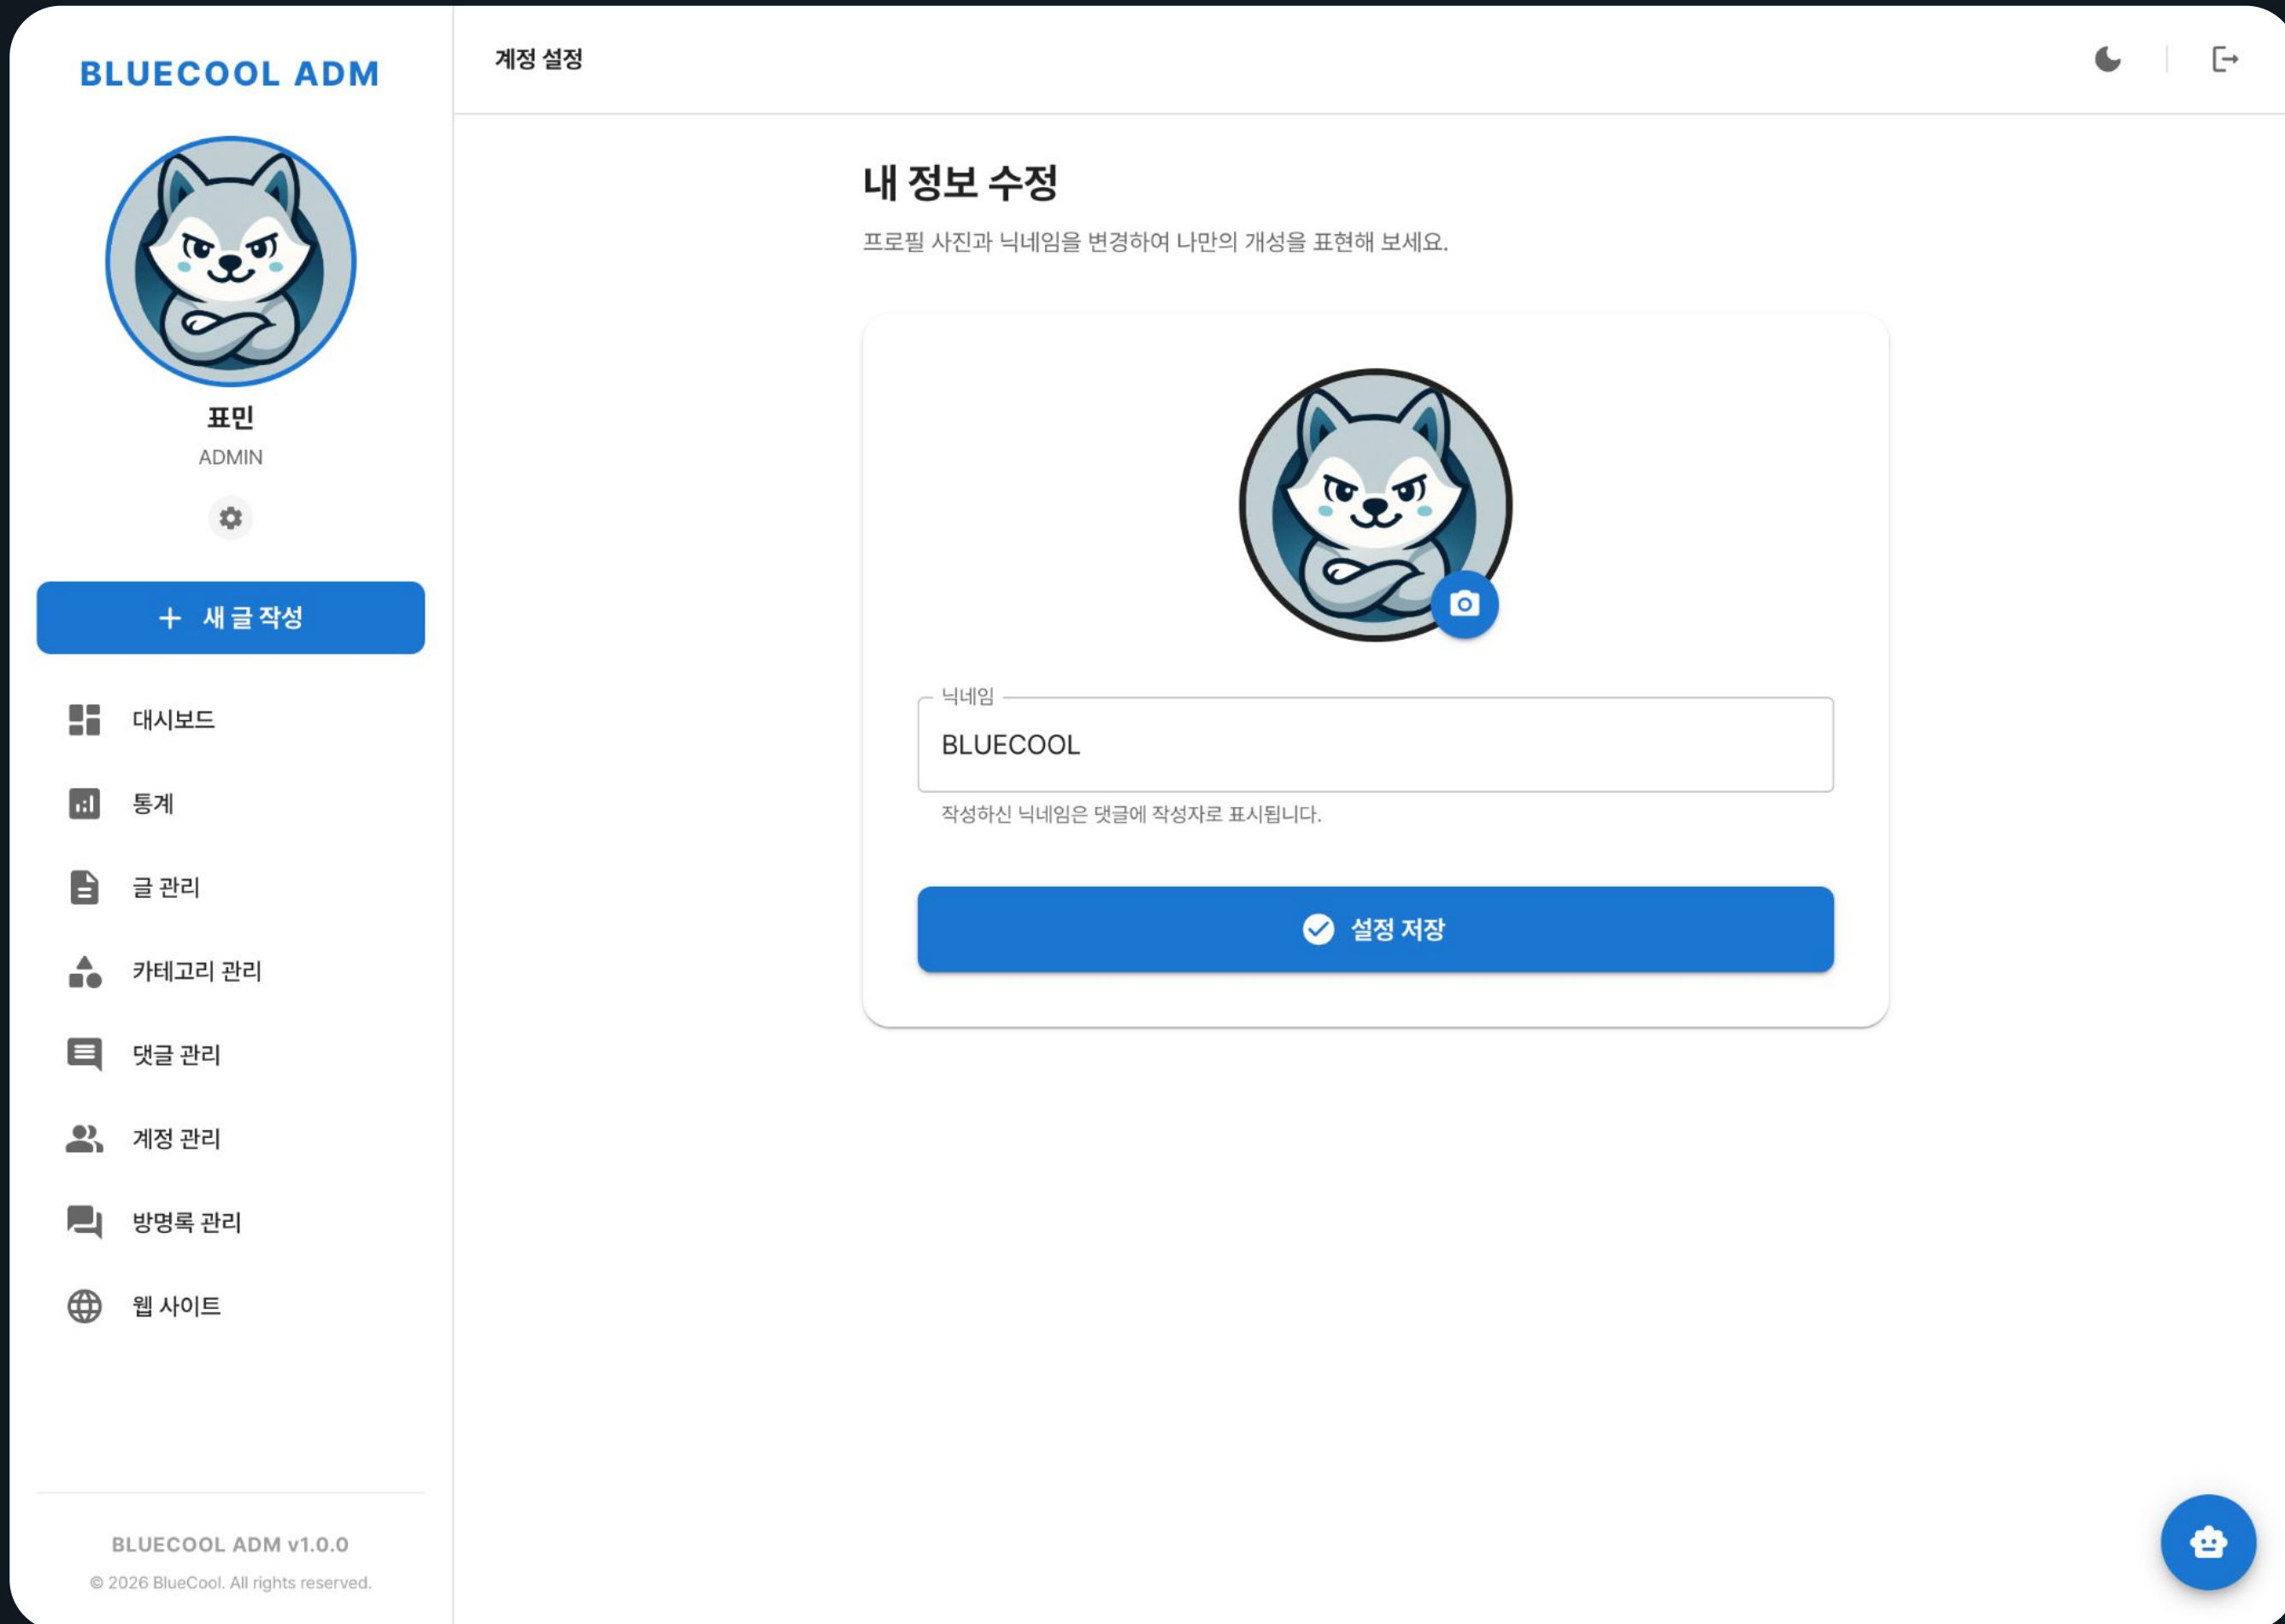 BLUECOOL ADM
표민
ADMIN
새 글 작성
대시보드
통계
글 관리
카테고리 관리
댓글 관리
계정 관리
방명록 관리
웹 사이트
BLUECOOL ADM v1.0.0
© 2026 BlueCool. All rights reserved.
계정 설정
내 정보 수정
프로필 사진과 닉네임을 변경하여 나만의 개성을 표현해 보세요.
닉네임
BLUECOOL
작성하신 닉네임은 댓글에 작성자로 표시됩니다.
설정 저장